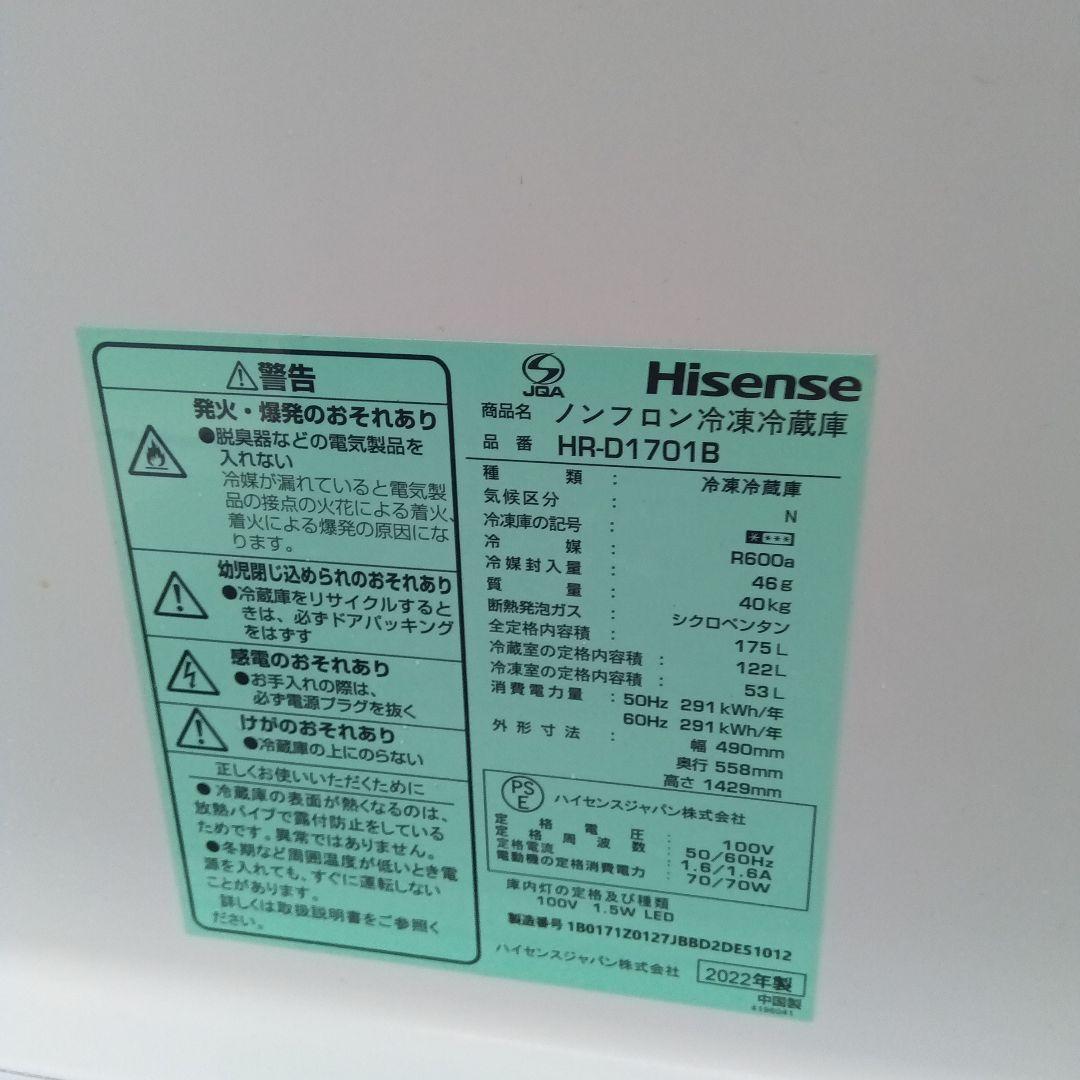 警告
発火・爆発のおそれあり
●脱臭器などの電気製品を
入れない
冷媒が漏れていると電気製
品の接点の火花による着火、
着火による爆発の原因にな
ります。
幼児閉じ込められのおそれあり
●冷蔵庫をリサイクルすると
きは、必ずドアパッキング
をはずす
感電のおそれあり
●お手入れの際は、
必ず電源プラグを抜く
けがのおそれあり
●冷蔵庫の上にのらない
正しくお使いいただくために
●冷蔵庫の表面が熱くなるのは、
放熱パイプで露付防止をしている
ためです。異常ではありません。
●冬期など周囲温度が低いとき電
源を入れても、すぐに運転しない
ことがあります。
詳しくは取扱説明書をご参照く
ださい。
JQA
Hisense
商品名 ノンフロン冷凍冷蔵庫
品番 HR-D1701B
種類 : 冷凍冷蔵庫
気候区分 : N
冷凍庫の記号 : * ***
冷媒 : R600a
冷媒封入量 : 46g
質量 : 40kg
断熱発泡ガス : シクロペンタン
全定格内容積 : 175L
冷蔵室の定格内容積 : 122L
冷凍室の定格内容積 : 53L
消費電力量 : 50Hz 291kWh/年
60Hz 291kWh/年
外形寸法 : 幅 490mm
奥行 558mm
高さ 1429mm
PS
E
ハイセンスジャパン株式会社
定格電圧 : 100V
定格周波数 : 50/60Hz
定格電流 : 1.6/1.6A
電動機の定格消費電力 : 70/70W
庫内灯の定格及び種類
100V 1.5W LED
製造番号 1B0171Z0127JBBD2DE51012
ハイセンスジャパン株式会社
2022年製
中国製
4196041